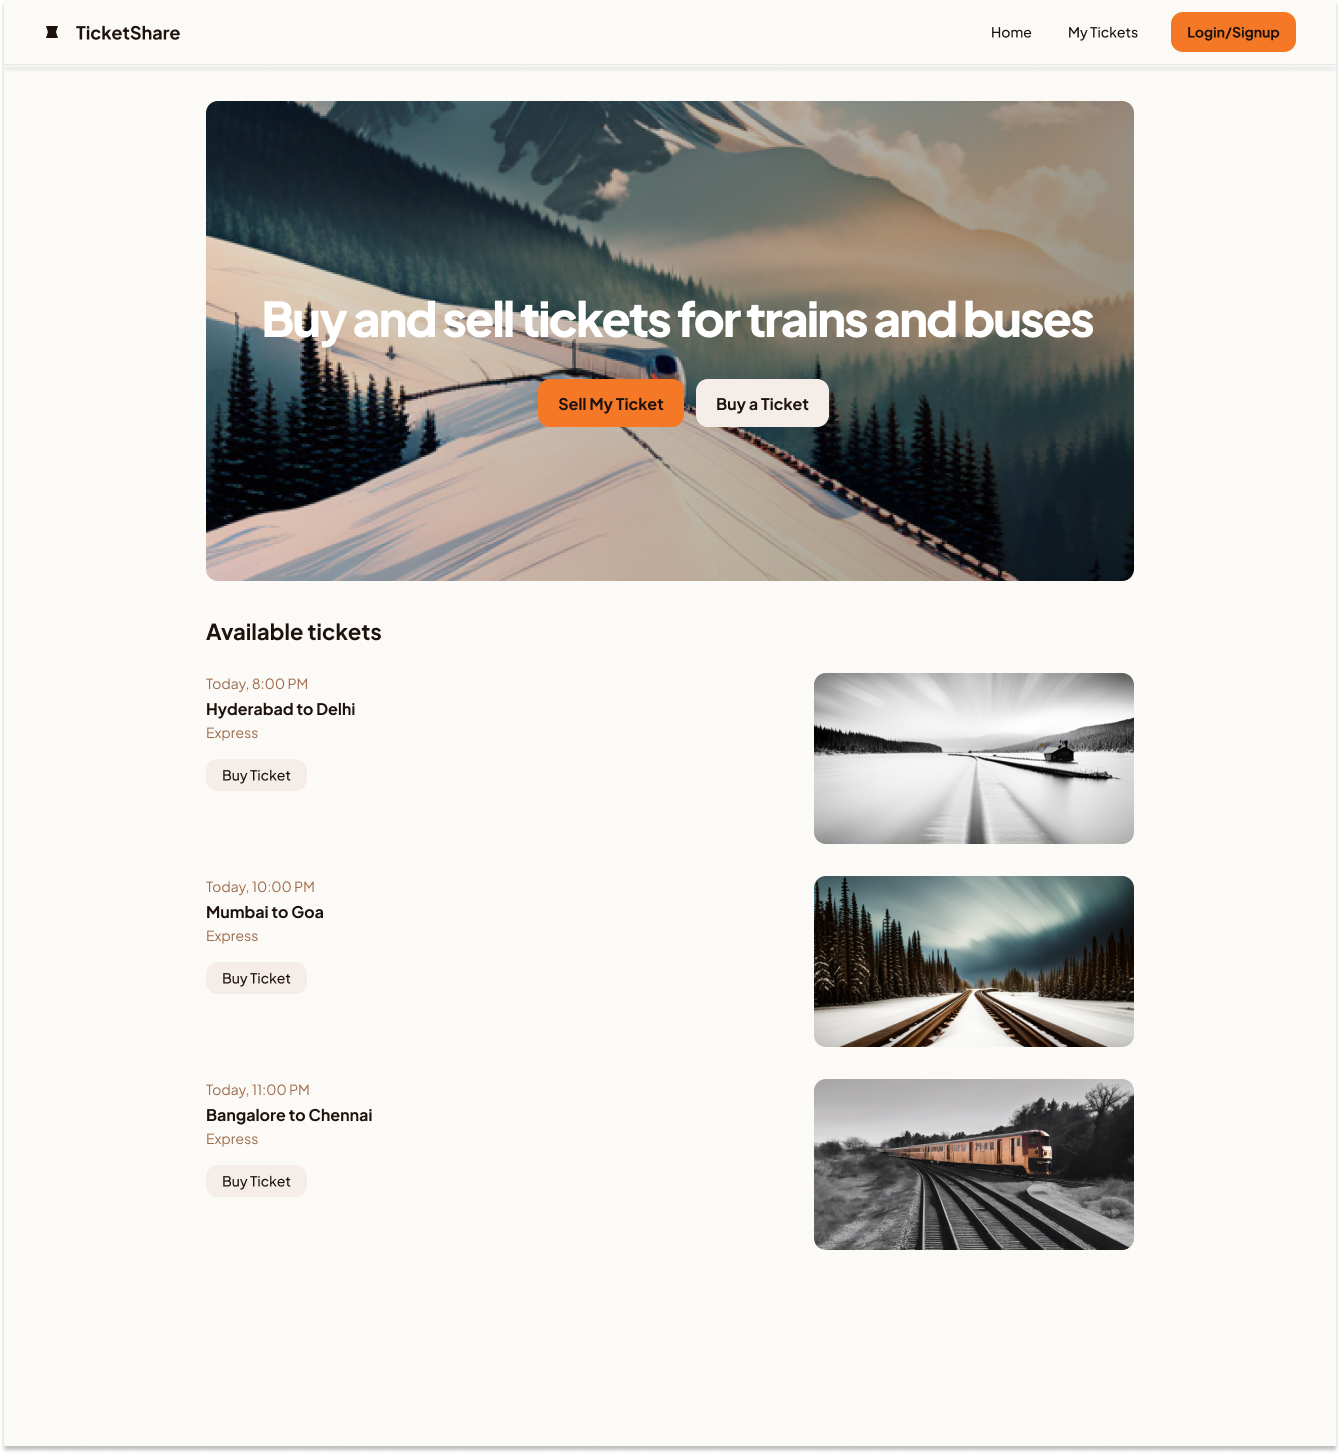 TicketShare
Home
My Tickets
Login/Signup
Buy and sell tickets for trains and buses
Sell My Ticket
Buy a Ticket
Available tickets
Today, 8:00 PM
Hyderabad to Delhi
Express
Buy Ticket
Today, 10:00 PM
Mumbai to Goa
Express
Buy Ticket
Today, 11:00 PM
Bangalore to Chennai
Express
Buy Ticket